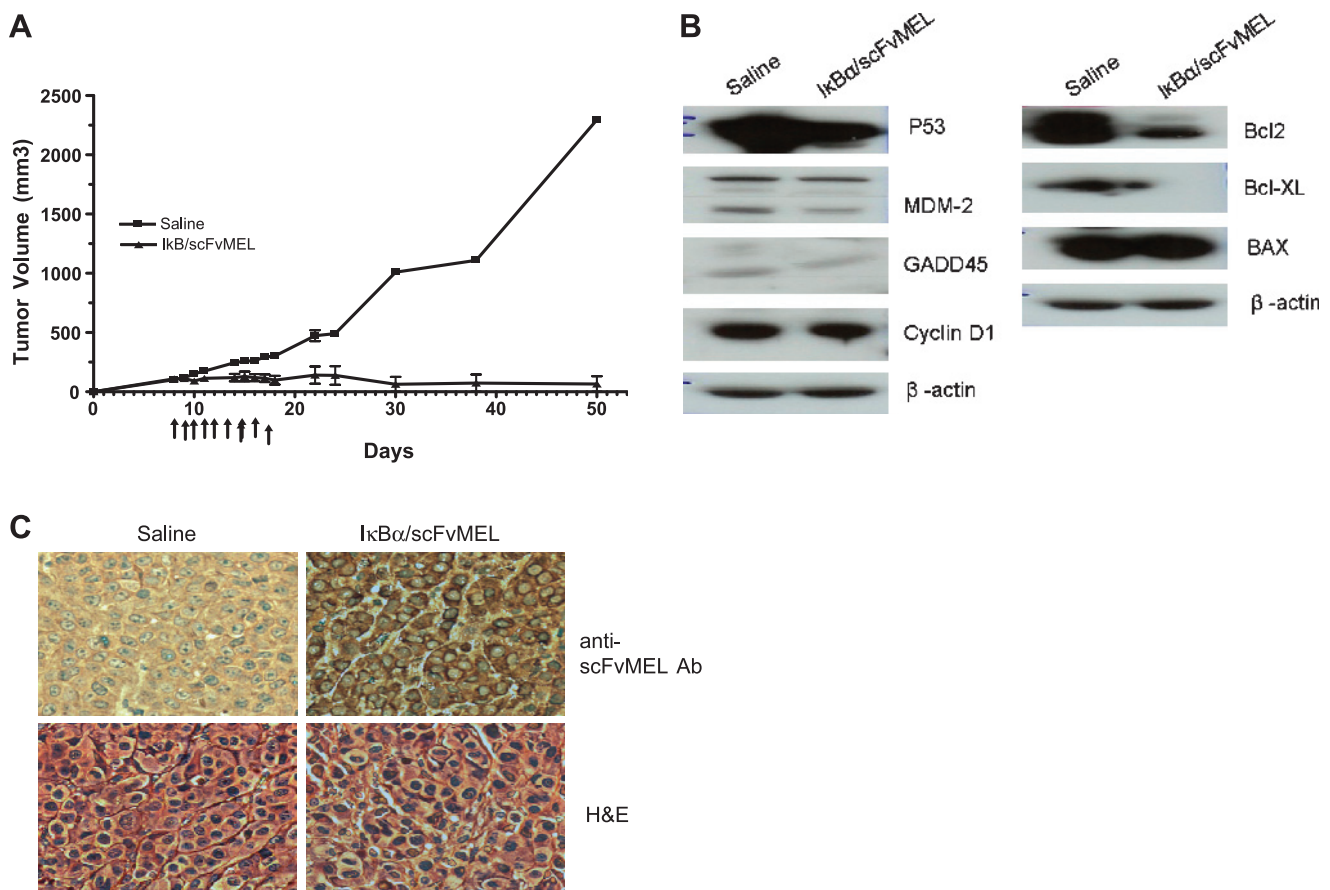 A
Tumor Volume (mm3)
2500
2000
1500
1000
500
0
Saline
IkB/scFvMEL
0 10 20 30 40 50
Days
B
Saline IκBα/scFvMEL
P53
MDM-2
GADD45
Cyclin D1
β -actin
Saline IκBα/scFvMEL
Bcl2
Bcl-XL
BAX
β -actin
C
Saline IκBα/scFvMEL
anti-
scFvMEL Ab
H&E